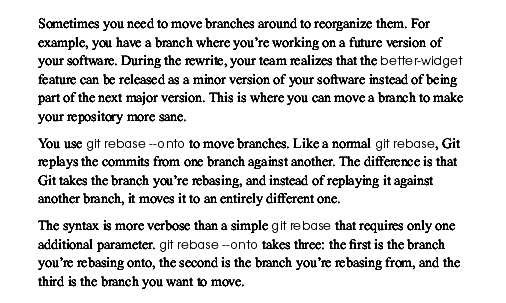 Sometimes you need to move branches around to reorganize them. For
example, you have a branch where you're working on a future version of
your software. During the rewrite, your team realizes that the better-widget
feature can be released as a minor version of your software instead of being
part of the next major version. This is where you can move a branch to make
your repository more sane.
You use git rebase --onto to move branches. Like a normal git rebase, Git
replays the commits from one branch against another. The difference is that
Git takes the branch you're rebasing, and instead of replaying it against
another branch, it moves it to an entirely different one.
The syntax is more verbose than a simple git rebase that requires only one
additional parameter. git rebase --onto takes three: the first is the branch
you're rebasing onto, the second is the branch you're rebasing from, and the
third is the branch you want to move.